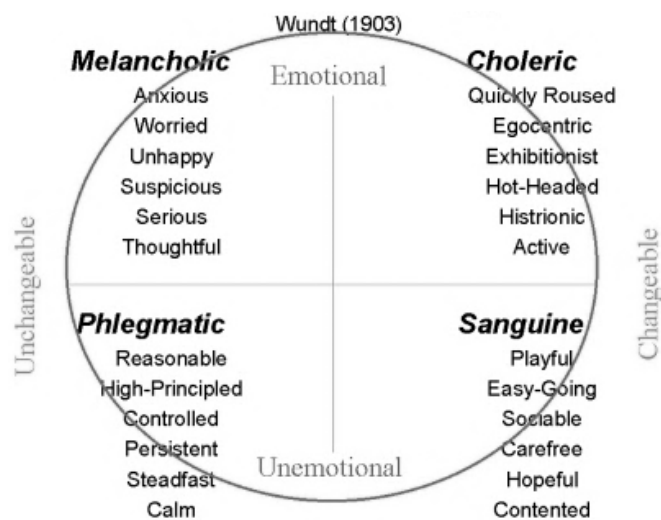 Wundt (1903)
Melancholic
Anxious
Worried
Unhappy
Suspicious
Serious
Thoughtful
Emotional
Choleric
Quickly Roused
Egocentric
Exhibitionist
Hot-Headed
Histrionic
Active
Unchangeable
Changeable
Phlegmatic
Reasonable
High-Principled
Controlled
Persistent
Steadfast
Calm
Unemotional
Sanguine
Playful
Easy-Going
Sociable
Carefree
Hopeful
Contented